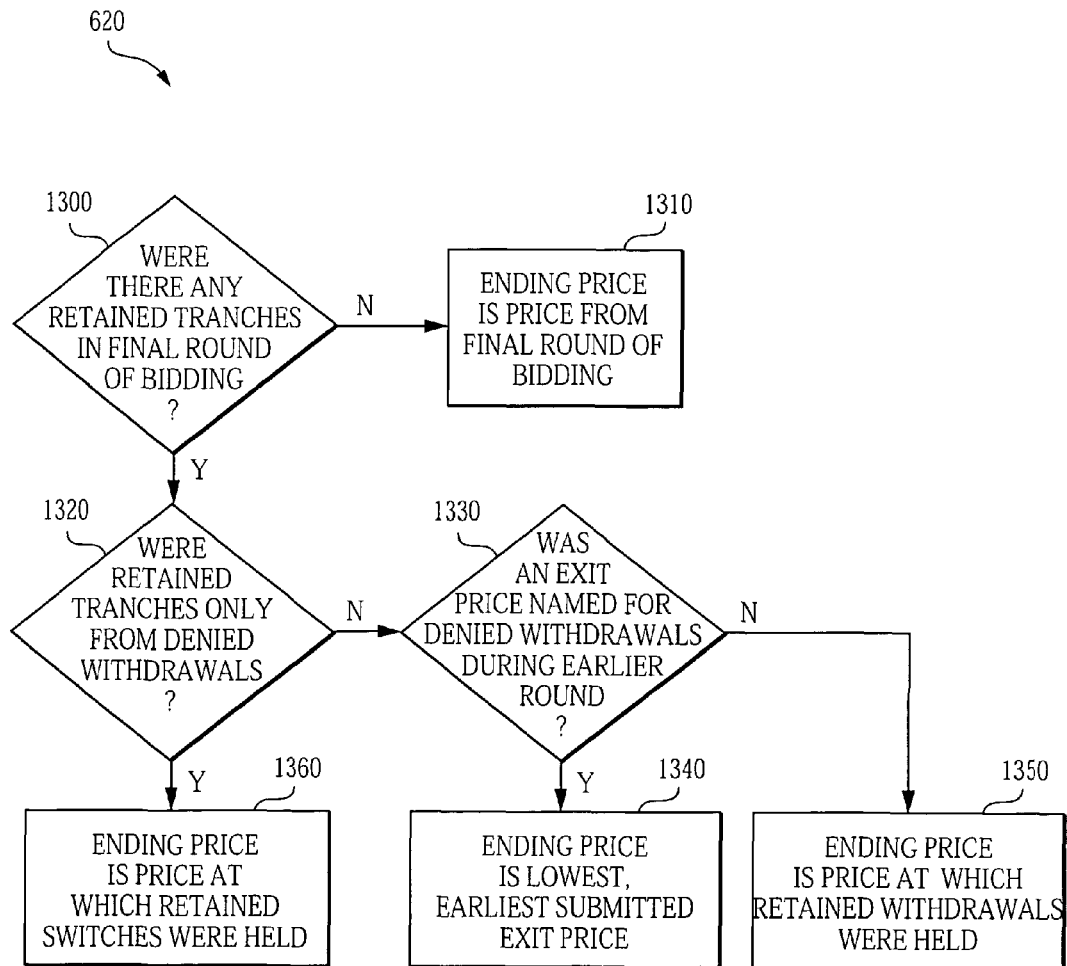 620
1300
WERE
THERE ANY
RETAINED TRANCHES
IN FINAL ROUND
OF BIDDING
?
N
1310
ENDING PRICE
IS PRICE FROM
FINAL ROUND OF
BIDDING
Y
1320
WERE
RETAINED
TRANCHES ONLY
FROM DENIED
WITHDRAWALS
?
N
1330
WAS
AN EXIT
PRICE NAMED FOR
DENIED WITHDRAWALS
DURING EARLIER
ROUND
?
N
Y
1360
ENDING PRICE
IS PRICE AT
WHICH RETAINED
SWITCHES WERE HELD
Y
1340
ENDING PRICE
IS LOWEST,
EARLIEST SUBMITTED
EXIT PRICE
1350
ENDING PRICE
IS PRICE AT WHICH
RETAINED WITHDRAWALS
WERE HELD